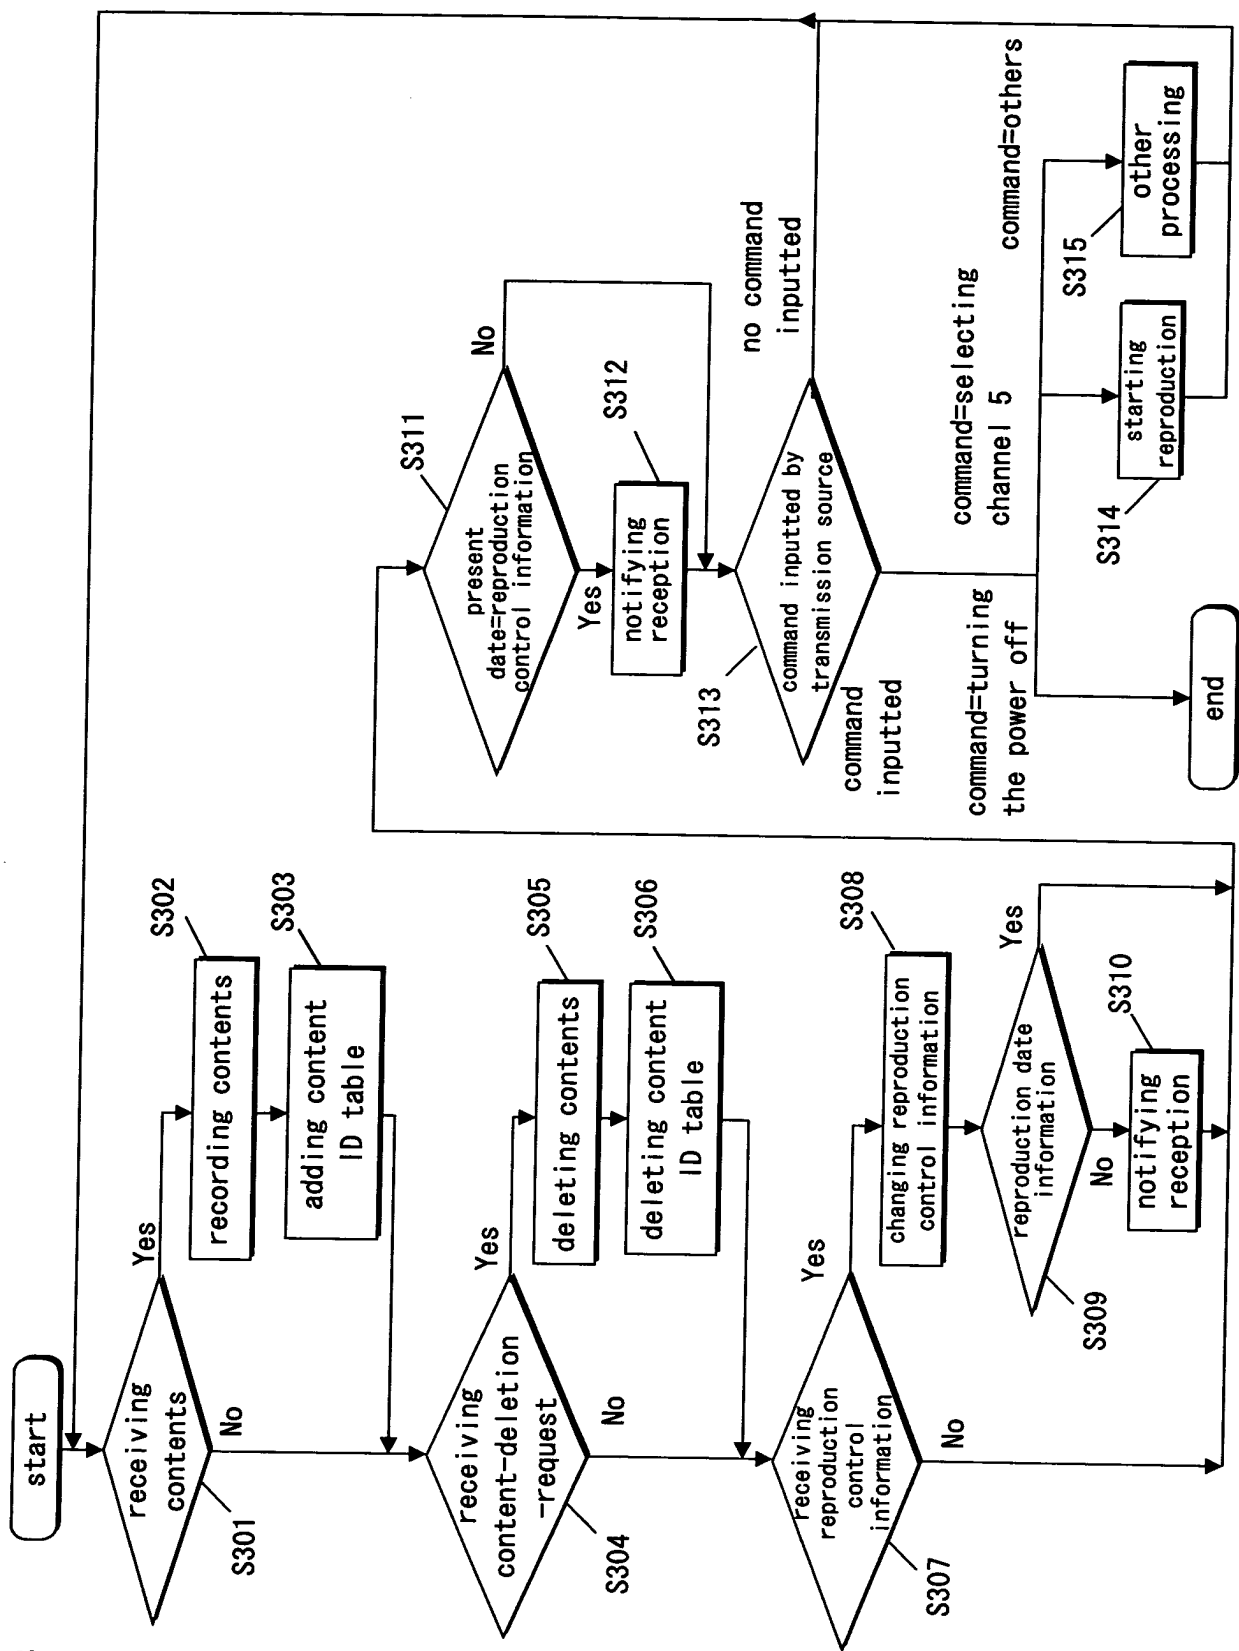 start
receiving
contents
S301
Yes
No
recording contents
S302
adding content
ID table
S303
receiving
content-deletion
-request
S304
Yes
No
deleting contents
S305
deleting content
ID table
S306
receiving
reproduction
control
information
S307
Yes
No
changing reproduction
control information
S308
reproduction date
information
S309
Yes
No
notifying
reception
S310
present
date=reproduction
control information
S311
No
Yes
notifying
reception
S312
command inputted by
transmission source
S313
no command
inputted
command
inputted
command=turning
the power off
command=selecting
channel 5
command=others
end
starting
reproduction
S314
other
processing
S315